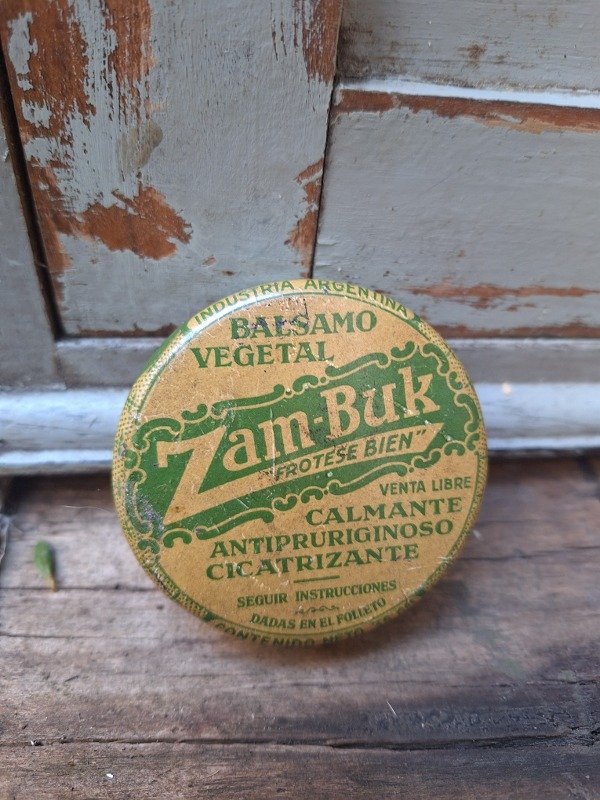 INDUSTRIA ARGENTINA
BALSAMO
VEGETAL
Zam-Buk
"FROTESE BIEN"
VENTA LIBRE
CALMANTE
ANTIPRURIGINOSO
CICATRIZANTE
SEGUIR INSTRUCCIONES
DADAS EN EL FOLLETO
CONTENIDO NETO